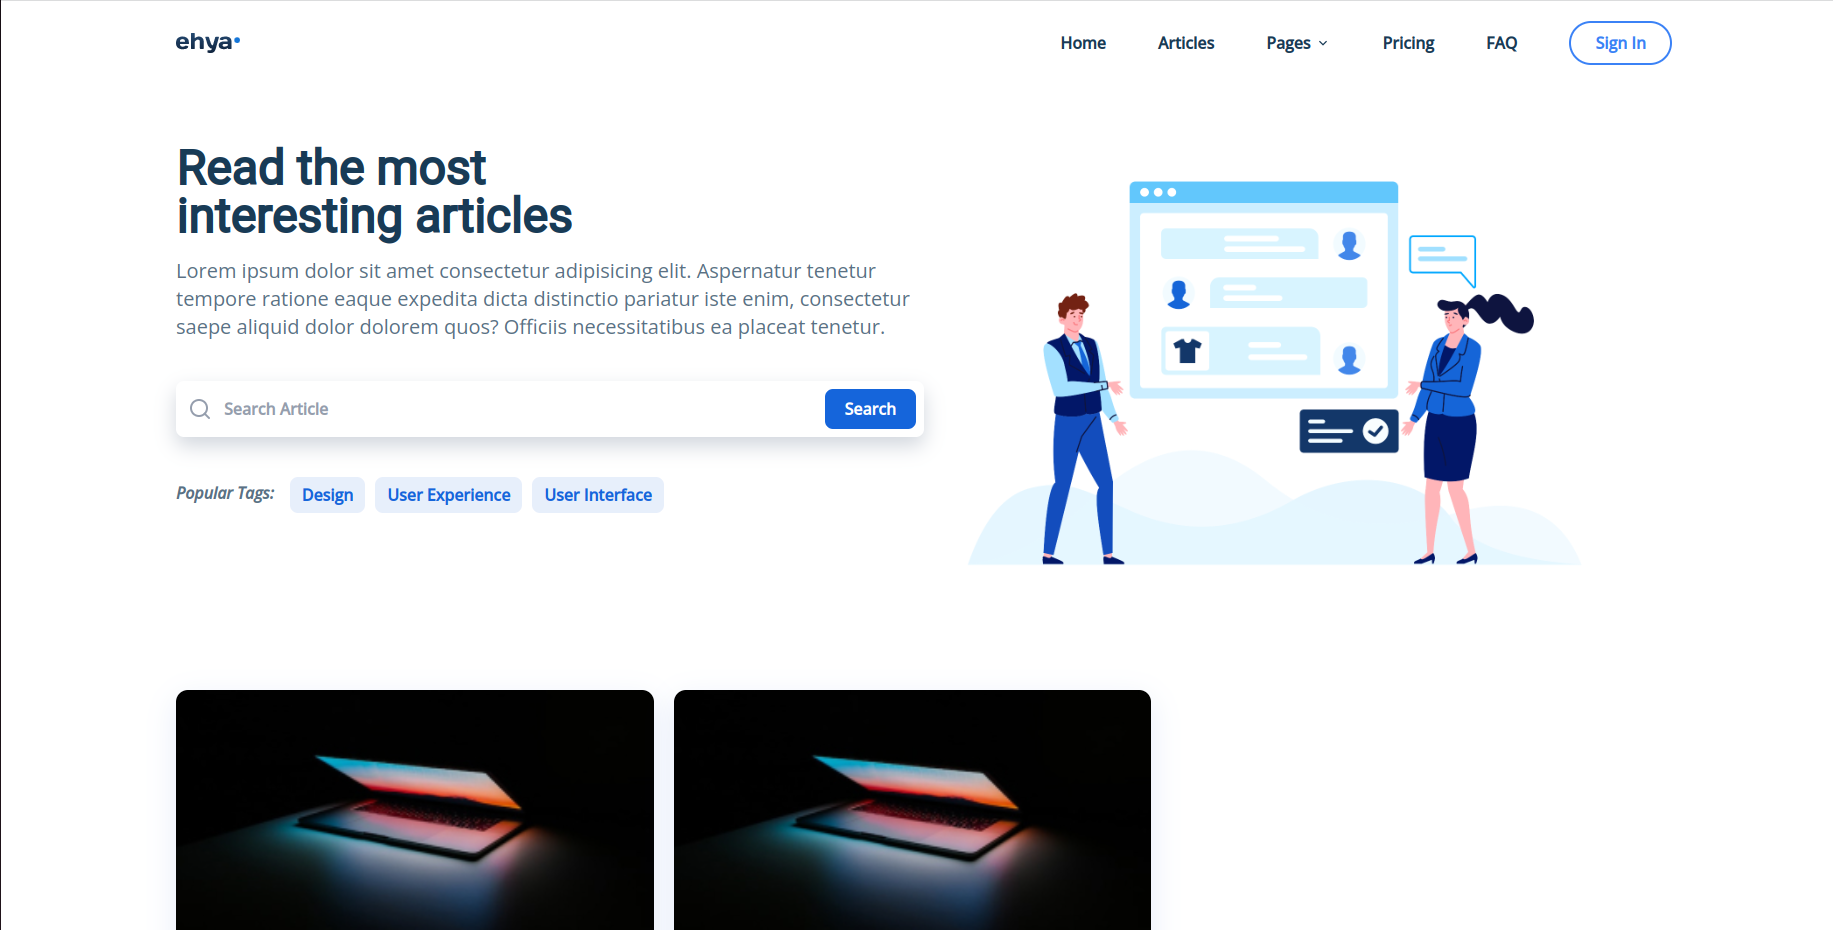 ehya
Home Articles Pages Pricing FAQ Sign In
Read the most
interesting articles
Lorem ipsum dolor sit amet consectetur adipisicing elit. Aspernatur tenetur
tempore ratione eaque expedita dicta distinctio pariatur iste enim, consectetur
saepe aliquid dolor dolorem quos? Officiis necessitatibus ea placeat tenetur.
Search Article Search
Popular Tags: Design User Experience User Interface